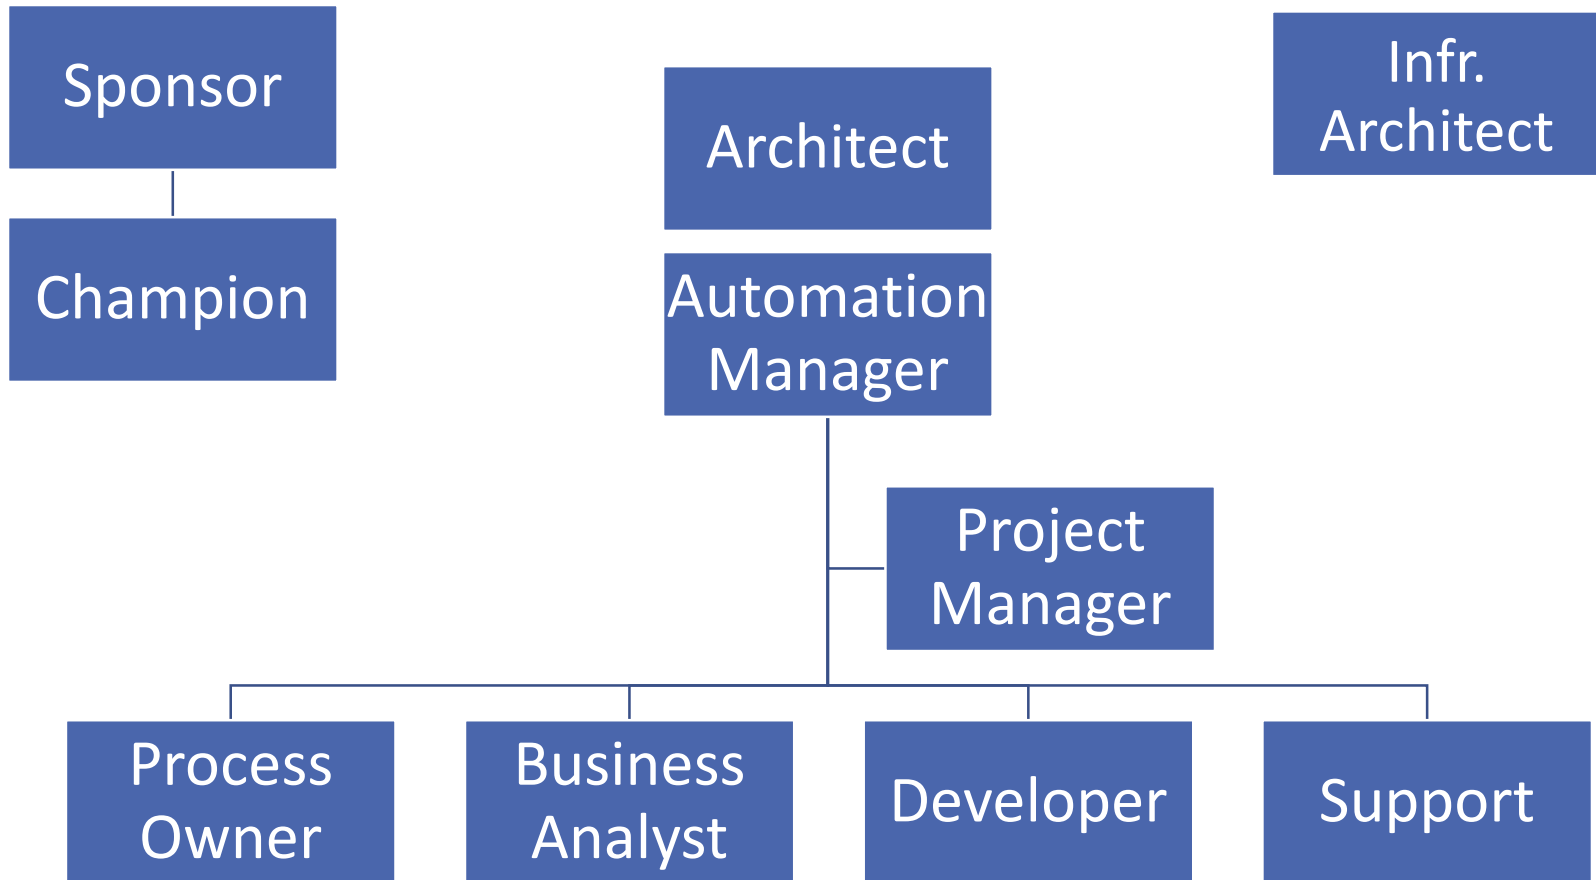 Sponsor
Champion
Architect
Automation
Manager
Infr.
Architect
Project
Manager
Process
Owner
Business
Analyst
Developer
Support